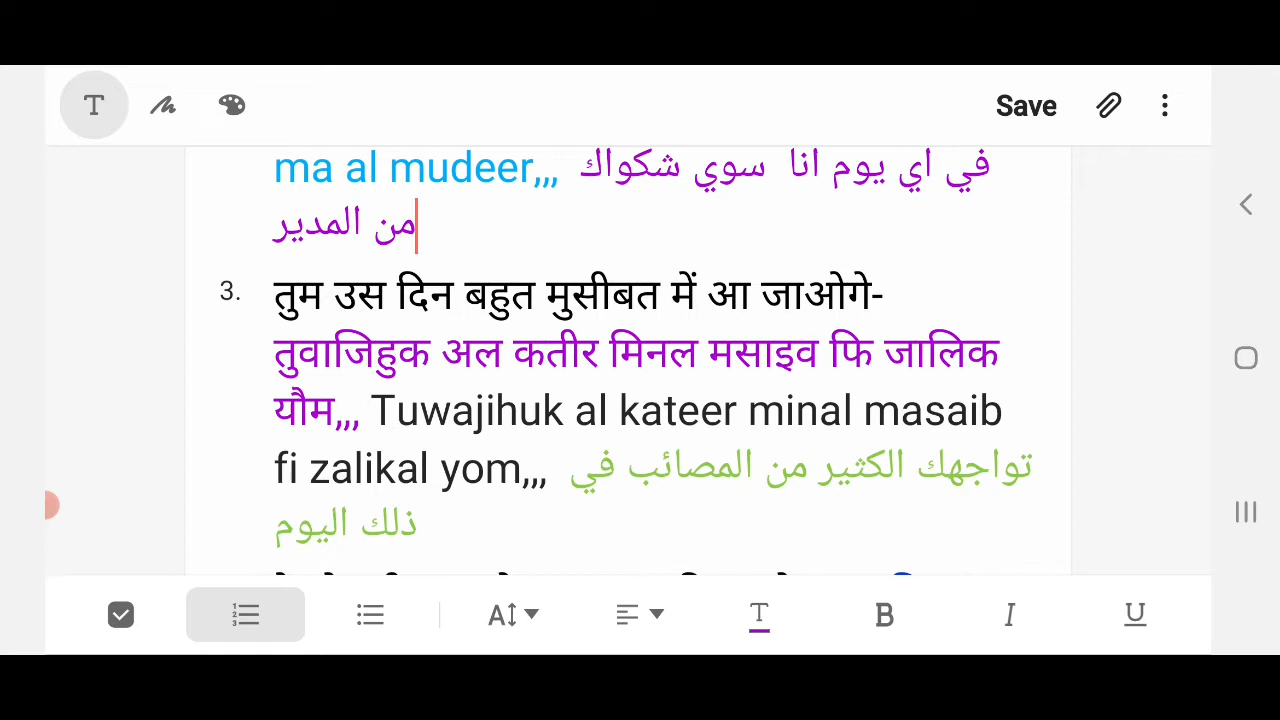 Save
ma al mudeer,,, في اي يوم انا سوي شكواك
من المدير
3. तुम उस दिन बहुत मुसीबत में आ जाओगे-
तुवाजिहुक अल कतीर मिनल मसाइव फि जालिक
यौम,,, Tuwajihuk al kateer minal masaib
fi zalikal yom,,, تواجهك الكثير من المصائب في
ذلك اليوم